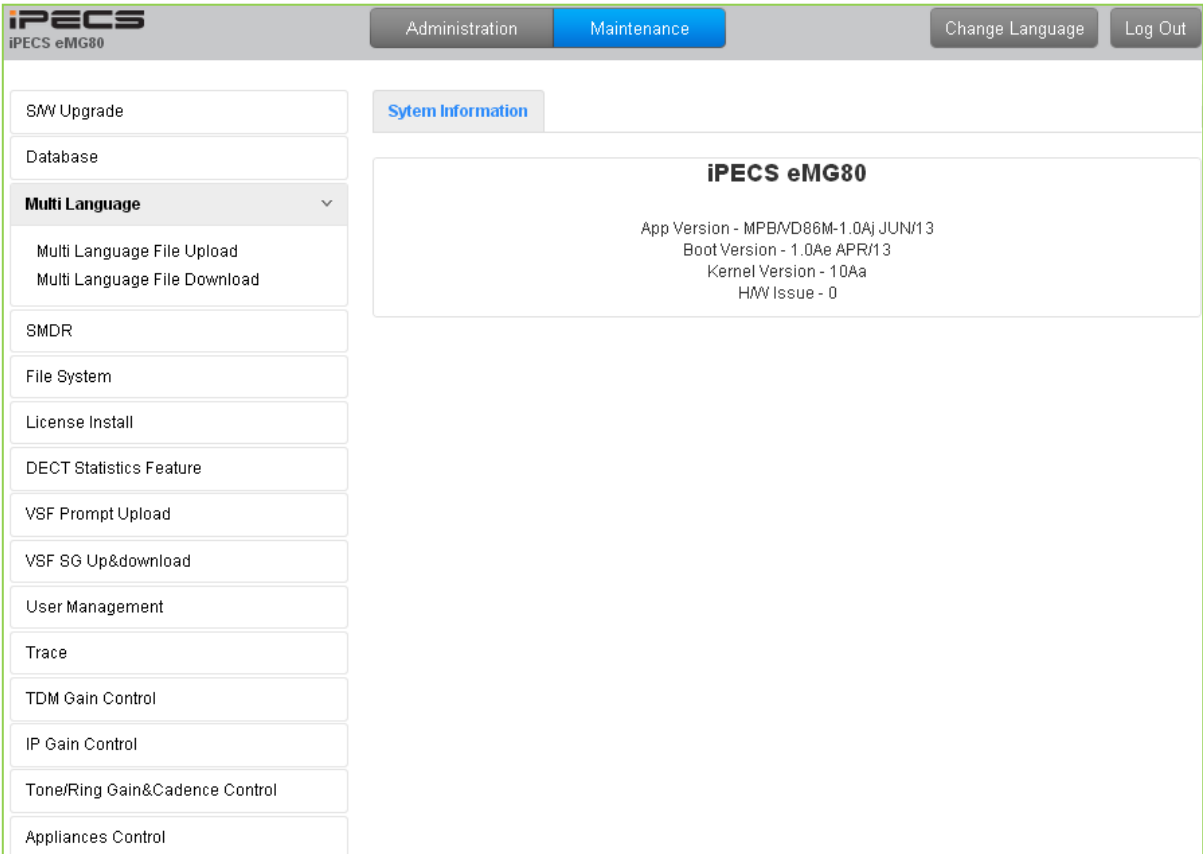 iPECS
iPECS eMG80
Administration
Maintenance
Change Language
Log Out
S/W Upgrade
Database
Multi Language
Multi Language File Upload
Multi Language File Download
SMDR
File System
License Install
DECT Statistics Feature
VSF Prompt Upload
VSF SG Up&download
User Management
Trace
TDM Gain Control
IP Gain Control
Tone/Ring Gain&Cadence Control
Appliances Control
Sytem Information
iPECS eMG80
App Version - MPB/VD86M-1.0Aj JUN/13
Boot Version - 1.0Ae APR/13
Kernel Version - 10Aa
H/W Issue - 0